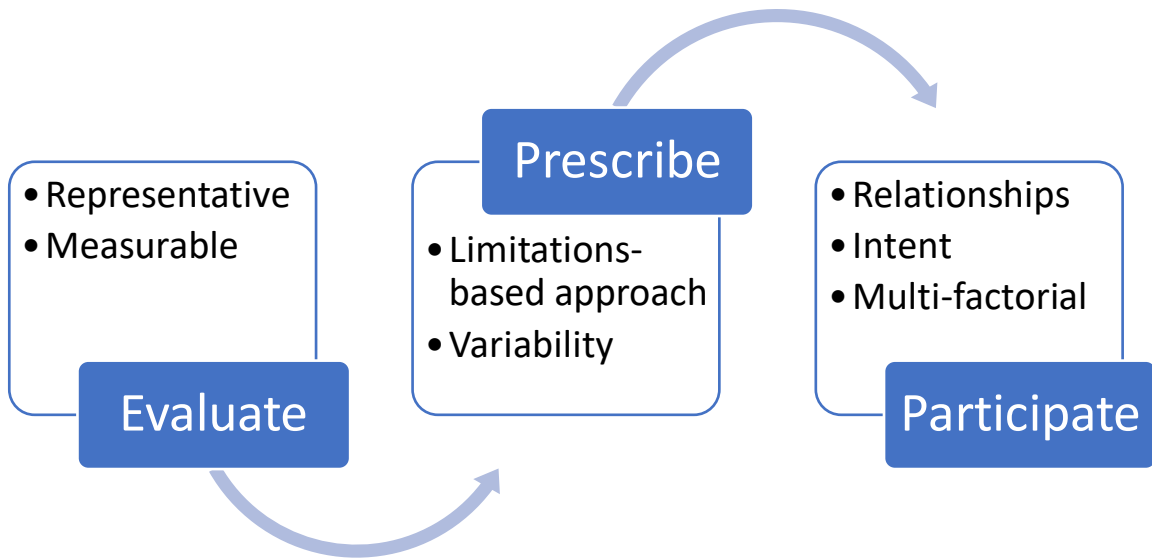 • Representative
• Measurable
Evaluate
Prescribe
• Limitations-
based approach
• Variability
• Relationships
• Intent
• Multi-factorial
Participate